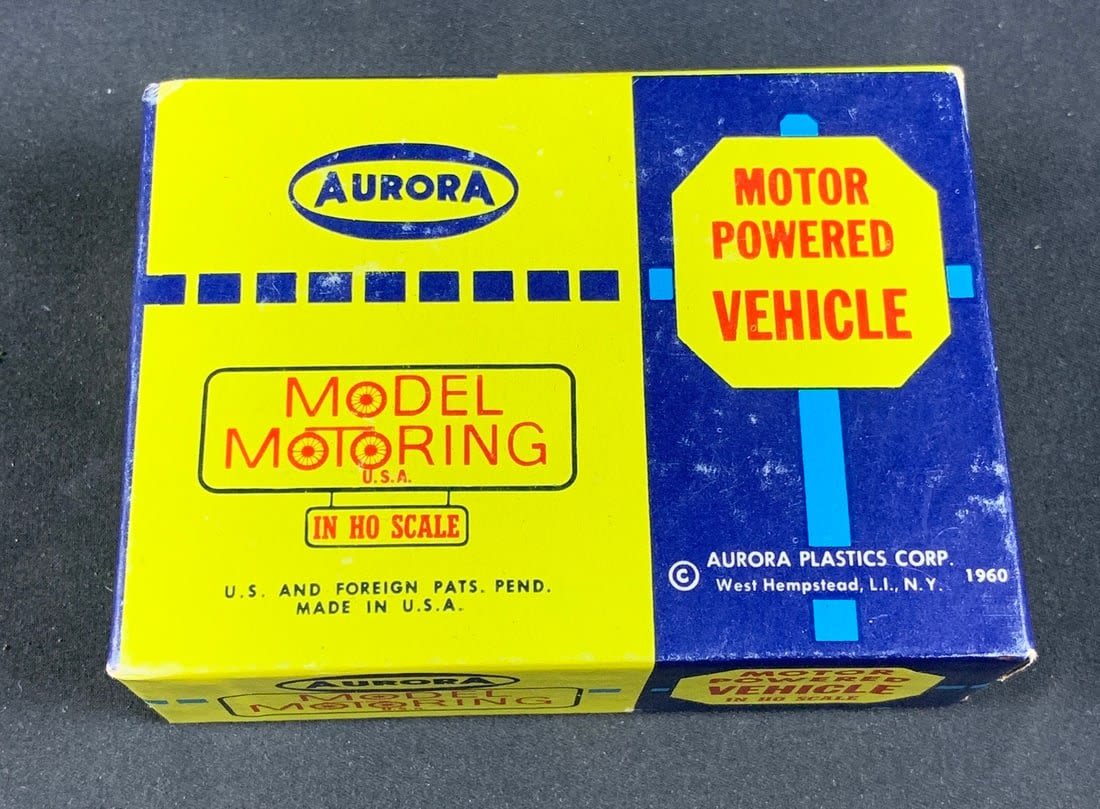 AURORA
MODEL
MOTORING
U.S.A.
IN HO SCALE
U.S. AND FOREIGN PATS. PEND.
MADE IN U.S.A.
MOTOR
POWERED
VEHICLE
© AURORA PLASTICS CORP.
West Hempstead, L.I., N.Y. 1960
AURORA
MODEL
MOTORING
U.S.A.
MOTOR
POWERED
VEHICLE
IN HO SCALE